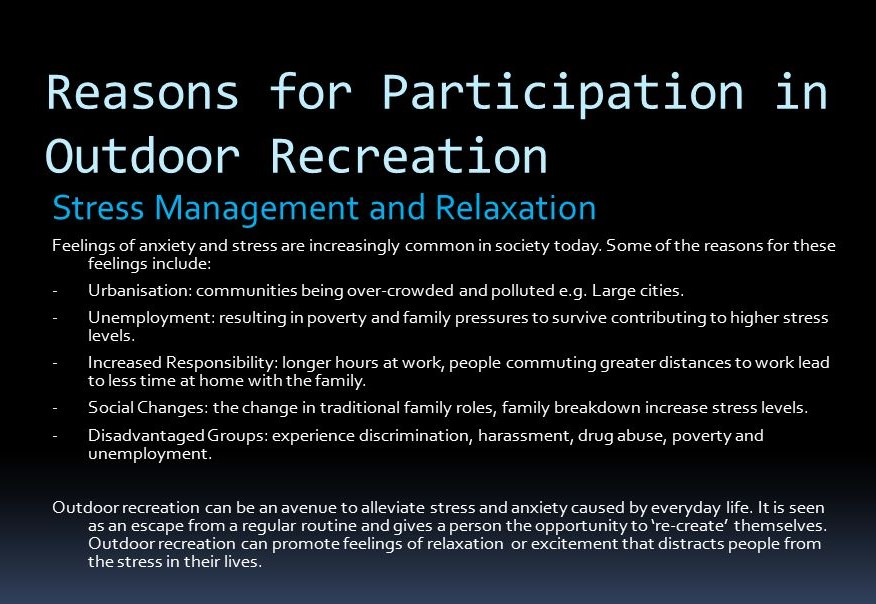 Reasons for Participation in
Outdoor Recreation
Stress Management and Relaxation
Feelings of anxiety and stress are increasingly common in society today. Some of the reasons for these
feelings include:
- Urbanisation: communities being over-crowded and polluted e.g. Large cities.
- Unemployment: resulting in poverty and family pressures to survive contributing to higher stress
levels.
- Increased Responsibility: longer hours at work, people commuting greater distances to work lead
to less time at home with the family.
- Social Changes: the change in traditional family roles, family breakdown increase stress levels.
- Disadvantaged Groups: experience discrimination, harassment, drug abuse, poverty and
unemployment.
Outdoor recreation can be an avenue to alleviate stress and anxiety caused by everyday life. It is seen
as an escape from a regular routine and gives a person the opportunity to ‘re-create’ themselves.
Outdoor recreation can promote feelings of relaxation or excitement that distracts people from
the stress in their lives.